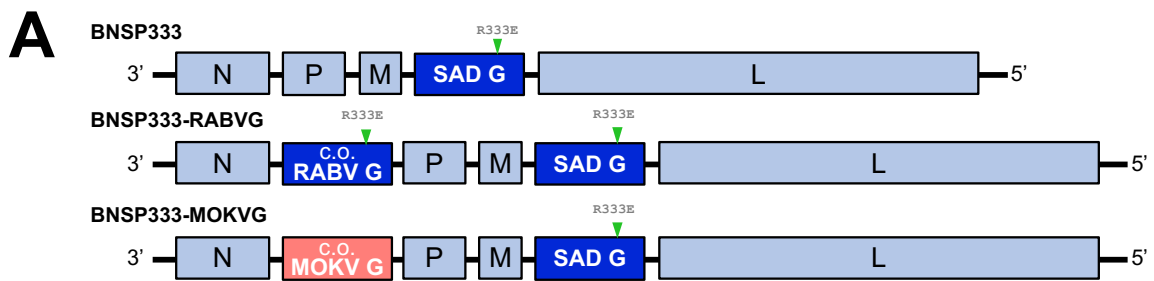 A
BNSP333
R333E
3’ N P M SAD G L 5’
BNSP333-RABVG
R333E R333E
3’ N C.O. RABV G P M SAD G L 5’
BNSP333-MOKVG
R333E
3’ N C.O. MOKV G P M SAD G L 5’